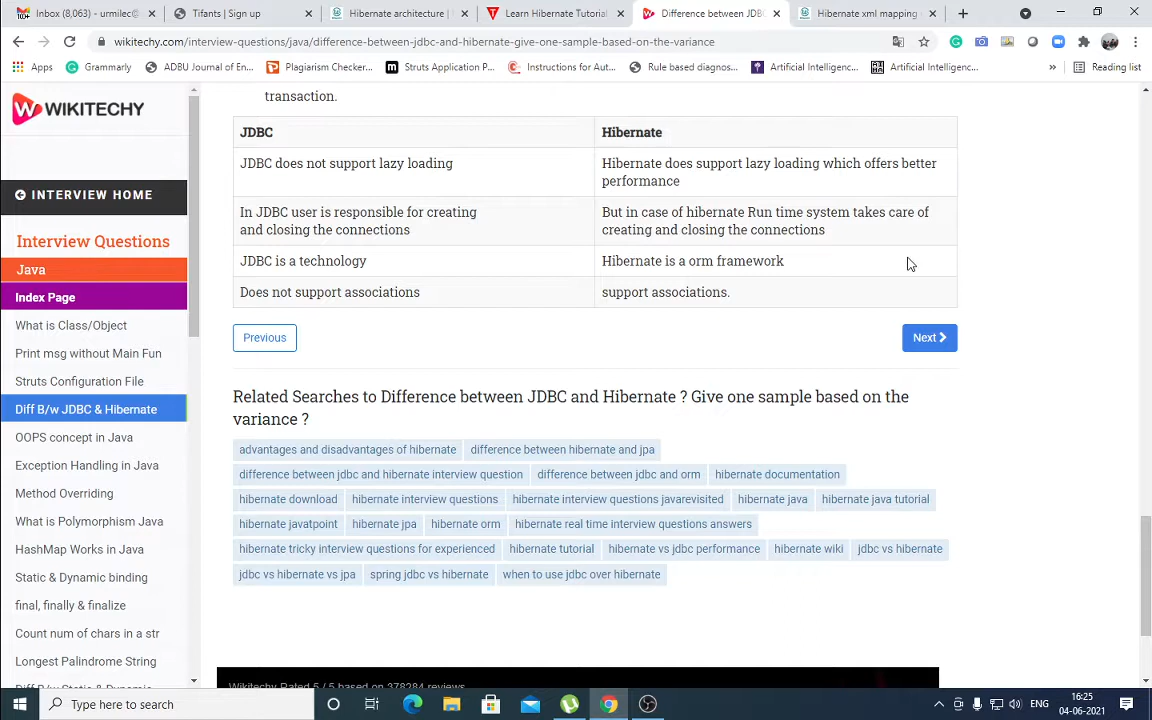 Inbox (8,063) - urmilec@
Tifants | Sign up
Hibernate architecture |
Learn Hibernate Tutorial
Difference between JDB
Hibernate xml mapping
wikitechy.com/interview-questions/java/difference-between-jdbc-and-hibernate-give-one-sample-based-on-the-variance
Apps
Grammarly
ADBU Journal of En...
Plagiarism Checker...
Struts Application P...
Instructions for Aut...
Rule based diagnos...
Artificial Intelligenc...
Artificial Intelligenc...
»
Reading list
WIKITECHY
INTERVIEW HOME
Interview Questions
Java
Index Page
What is Class/Object
Print msg without Main Fun
Struts Configuration File
Diff B/w JDBC & Hibernate
OOPS concept in Java
Exception Handling in Java
Method Overriding
What is Polymorphism Java
HashMap Works in Java
Static & Dynamic binding
final, finally & finalize
Count num of chars in a str
Longest Palindrome String
Diff B/w Static & Dynamic
transaction.
JDBC
Hibernate
JDBC does not support lazy loading
Hibernate does support lazy loading which offers better
performance
In JDBC user is responsible for creating
and closing the connections
But in case of hibernate Run time system takes care of
creating and closing the connections
JDBC is a technology
Hibernate is a orm framework
Does not support associations
support associations.
Previous
Next
Related Searches to Difference between JDBC and Hibernate ? Give one sample based on the
variance ?
advantages and disadvantages of hibernate
difference between hibernate and jpa
difference between jdbc and hibernate interview question
difference between jdbc and orm
hibernate documentation
hibernate download
hibernate interview questions
hibernate interview questions javarevisited
hibernate java
hibernate java tutorial
hibernate javatpoint
hibernate jpa
hibernate orm
hibernate real time interview questions answers
hibernate tricky interview questions for experienced
hibernate tutorial
hibernate vs jdbc performance
hibernate wiki
jdbc vs hibernate
jdbc vs hibernate vs jpa
spring jdbc vs hibernate
when to use jdbc over hibernate
Wikitechy Rated 5 / 5 based on 378284 reviews
Type here to search
ENG
16:25
04-06-2021